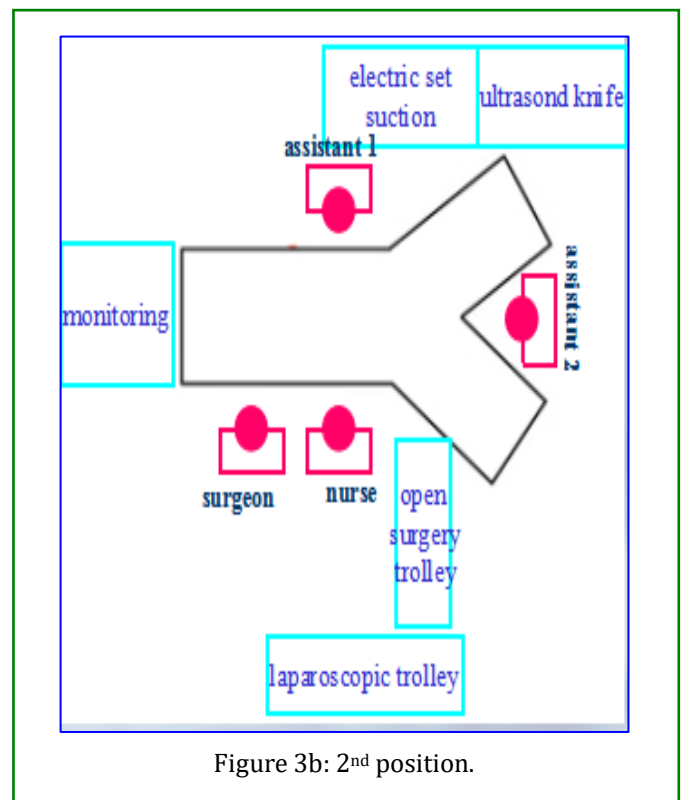 electric set
suction
ultrasond knife
assistant 1
monitoring
assistant 2
surgeon
nurse
open
surgery
trolley
laparoscopic trolley
Figure 3b: 2nd position.